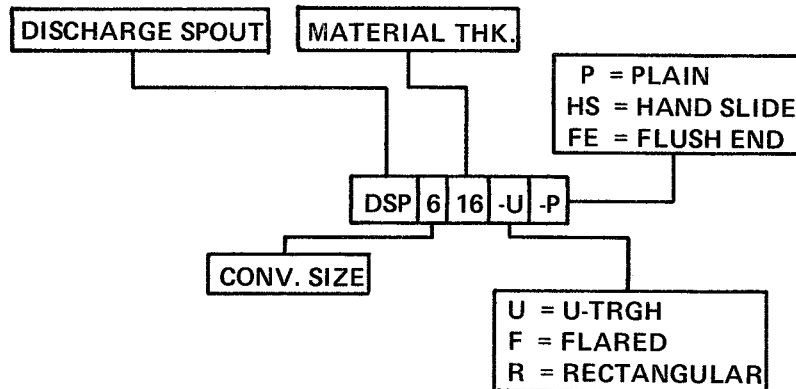 DISCHARGE SPOUT
MATERIAL THK.
P = PLAIN
HS = HAND SLIDE
FE = FLUSH END
DSP 6 16 -U -P
CONV. SIZE
U = U-TRGH
F = FLARED
R = RECTANGULAR